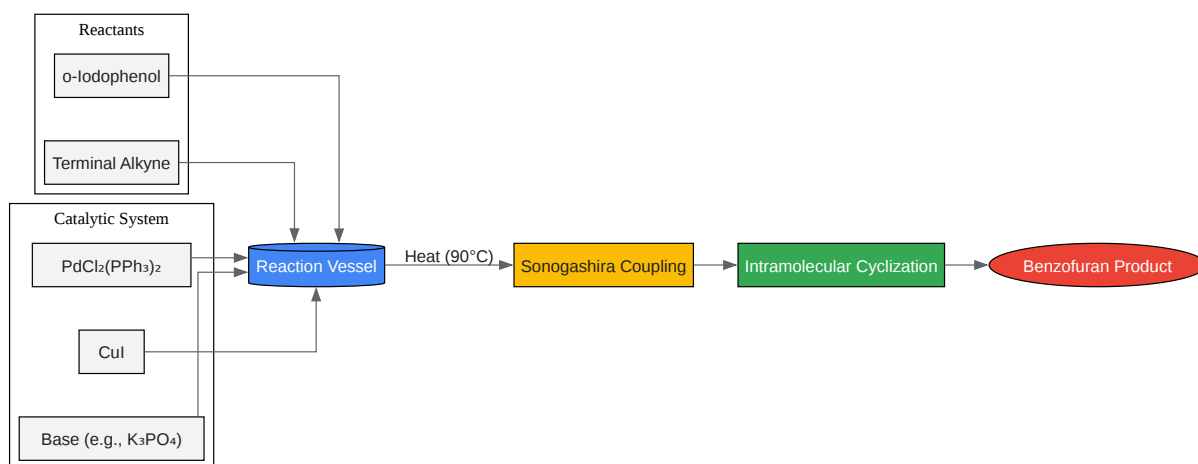 Reactants
o-Iodophenol
Terminal Alkyne
Catalytic System
PdCl₂(PPh₃)₂
CuI
Base (e.g., K₃PO₄)
Reaction Vessel
Heat (90°C)
Sonogashira Coupling
Intramolecular Cyclization
Benzofuran Product